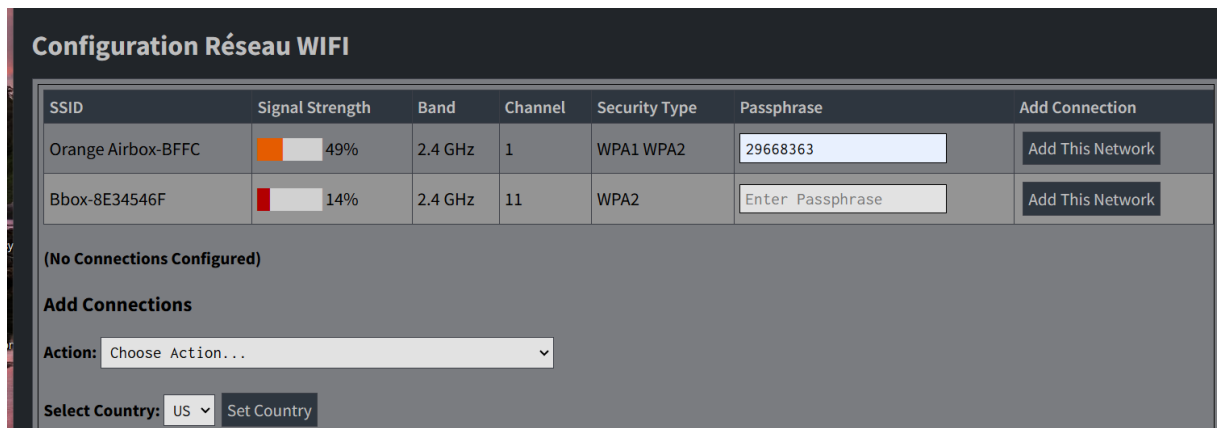 Configuration Réseau WIFI
SSID Signal Strength Band Channel Security Type Passphrase Add Connection
Orange Airbox-BFFC 49% 2.4 GHz 1 WPA1 WPA2 29668363 Add This Network
Bbox-8E34546F 14% 2.4 GHz 11 WPA2 Enter Passphrase Add This Network
(No Connections Configured)
Add Connections
Action: Choose Action...
Select Country: US Set Country